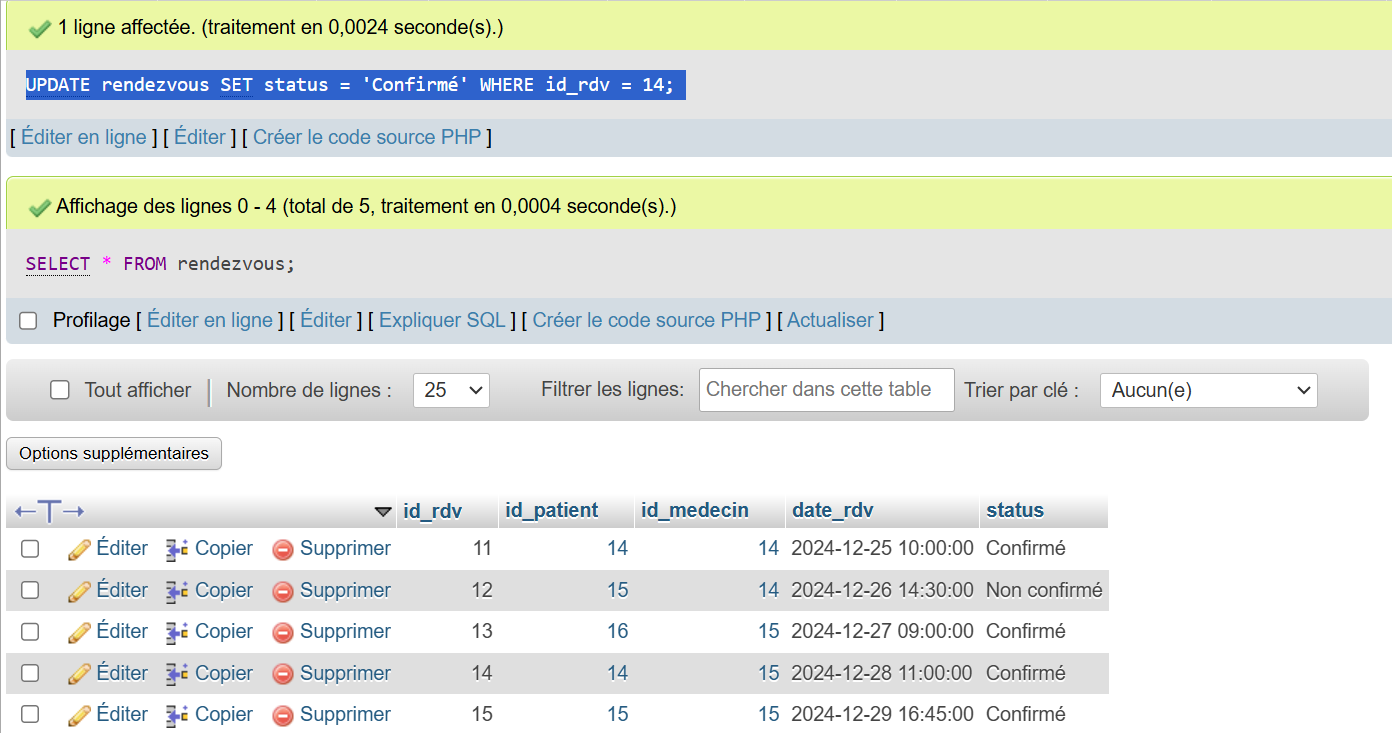 1 ligne affectée. (traitement en 0,0024 seconde(s).)
UPDATE rendezvous SET status = 'Confirmé' WHERE id_rdv = 14;
[ Éditer en ligne ] [ Éditer ] [ Créer le code source PHP ]
Affichage des lignes 0 - 4 (total de 5, traitement en 0,0004 seconde(s).)
SELECT * FROM rendezvous;
Profilage [ Éditer en ligne ] [ Éditer ] [ Expliquer SQL ] [ Créer le code source PHP ] [ Actualiser ]
Tout afficher Nombre de lignes : 25 Filtrer les lignes: Chercher dans cette table Trier par clé : Aucun(e)
Options supplémentaires
id_rdv id_patient id_medecin date_rdv status
Éditer Copier Supprimer 11 14 14 2024-12-25 10:00:00 Confirmé
Éditer Copier Supprimer 12 15 14 2024-12-26 14:30:00 Non confirmé
Éditer Copier Supprimer 13 16 15 2024-12-27 09:00:00 Confirmé
Éditer Copier Supprimer 14 14 15 2024-12-28 11:00:00 Confirmé
Éditer Copier Supprimer 15 15 15 2024-12-29 16:45:00 Confirmé